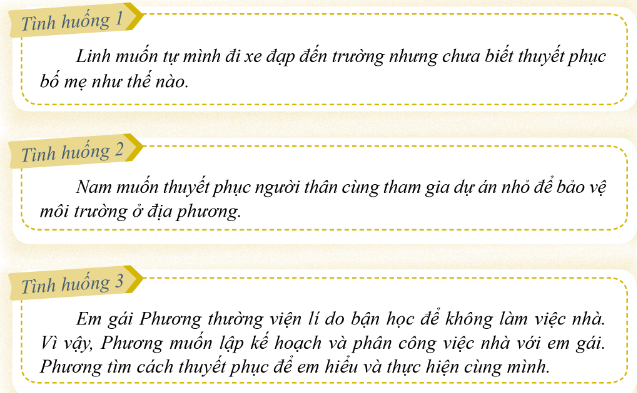 Tình huống 1
Linh muốn tự mình đi xe đạp đến trường nhưng chưa biết thuyết phục
bố mẹ như thế nào.
Tình huống 2
Nam muốn thuyết phục người thân cùng tham gia dự án nhỏ để bảo vệ
môi trường ở địa phương.
Tình huống 3
Em gái Phương thường viện lí do bận học để không làm việc nhà.
Vì vậy, Phương muốn lập kế hoạch và phân công việc nhà với em gái.
Phương tìm cách thuyết phục để em hiểu và thực hiện cùng mình.